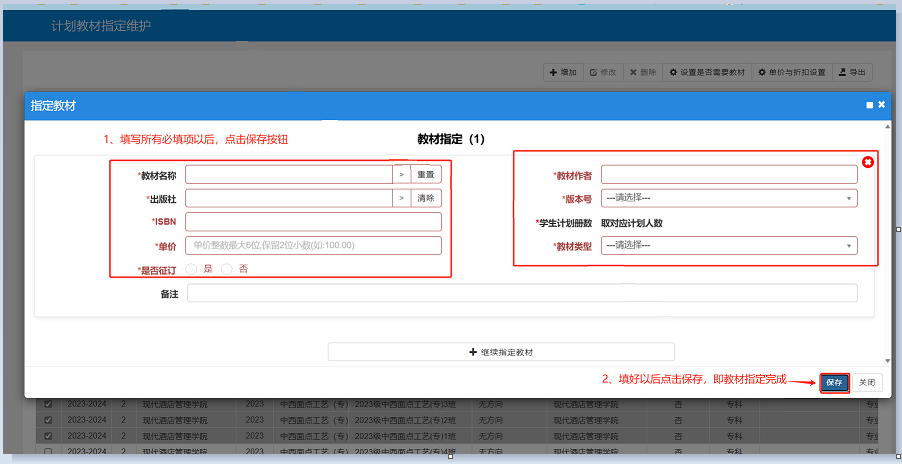 计划教材指定维护
增加 修改 删除 设置是否需要教材 单价与折扣设置 导出
指定教材
1、填写所有必填项以后，点击保存按钮
教材指定（1）
*教材名称 > 重置
*教材作者
*出版社 > 清除
*版本号 ---请选择---
*ISBN
*学生计划册数 取对应计划人数
*单价 单价整数最大6位,保留2位小数(如:100.00)
*教材类型 ---请选择---
*是否征订 是 否
备注
继续指定教材
2、填好以后点击保存，即教材指定完成
保存 关闭
2023-2024 2 现代酒店管理学院 2023 中西面点工艺（专） 2023级中西面点工艺(专)3班 无方向 现代酒店管理学院 否 专科 专业
2023-2024 2 现代酒店管理学院 2023 中西面点工艺（专） 2023级中西面点工艺(专)2班 无方向 现代酒店管理学院 否 专科 专业
2023-2024 2 现代酒店管理学院 2023 中西面点工艺（专） 2023级中西面点工艺(专)1班 无方向 现代酒店管理学院 否 专科 专业
2023-2024 2 现代酒店管理学院 2023 中西面点工艺（专） 2023级中西面点工艺(专)4班 无方向 现代酒店管理学院 否 专科